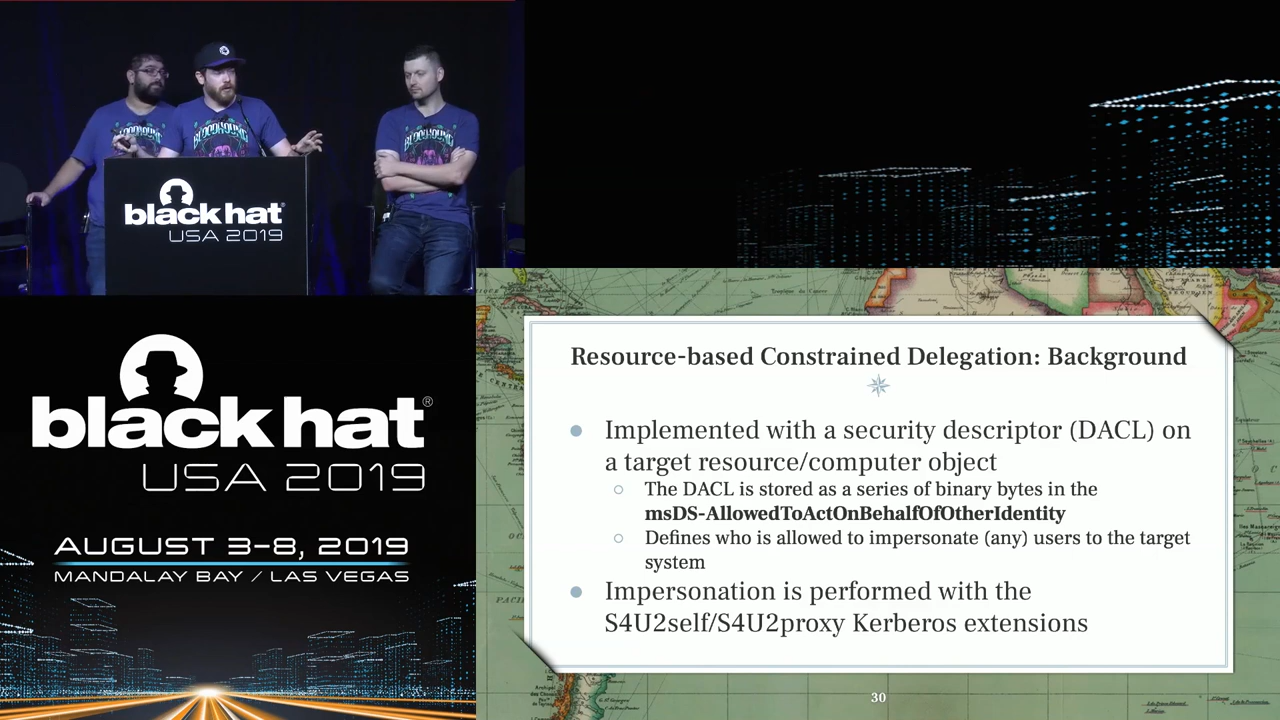 BLOODHOUND
BLOODHOUND
BLOODHOUND
black hat
USA 2019
black hat®
USA 2019
AUGUST 3-8, 2019
MANDALAY BAY / LAS VEGAS
Resource-based Constrained Delegation: Background
Implemented with a security descriptor (DACL) on
a target resource/computer object
The DACL is stored as a series of binary bytes in the
msDS-AllowedToActOnBehalfOfOtherIdentity
Defines who is allowed to impersonate (any) users to the target
system
Impersonation is performed with the
S4U2self/S4U2proxy Kerberos extensions
30